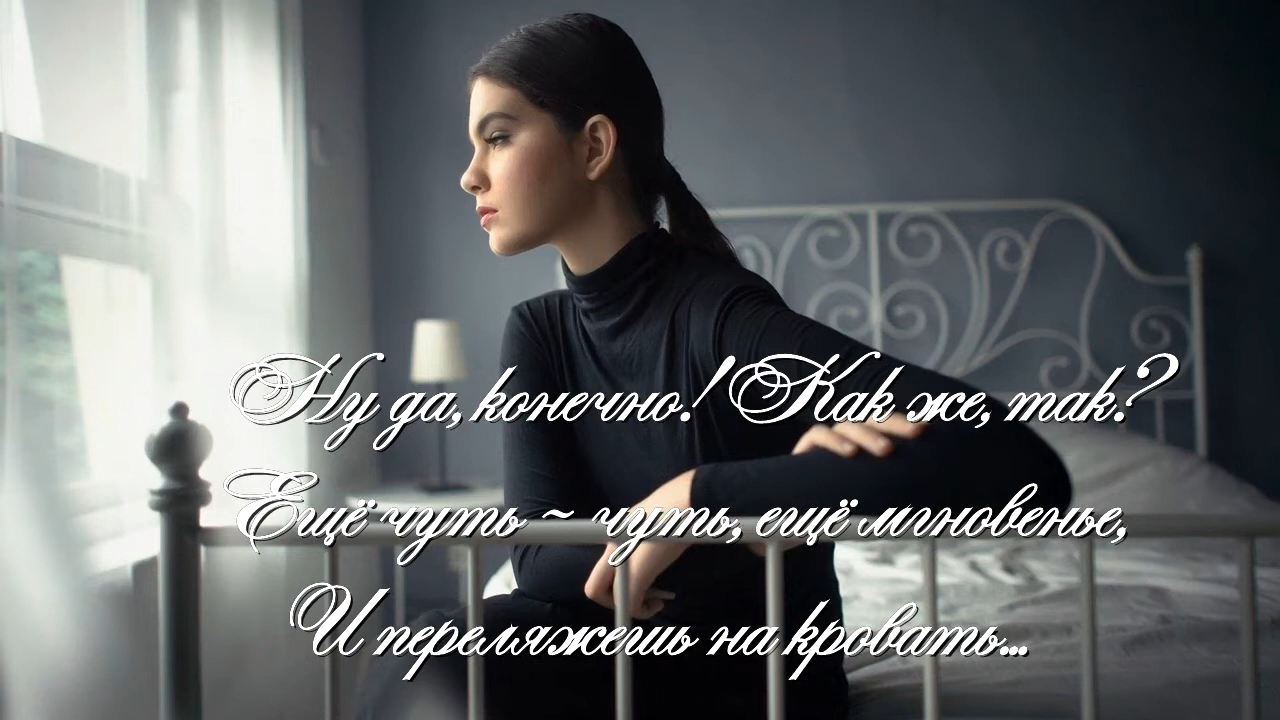 Ну да, конечно! Как же, так?
Ещё чуть ~ чуть, ещё мгновенье,
И переляжешь на кровать...